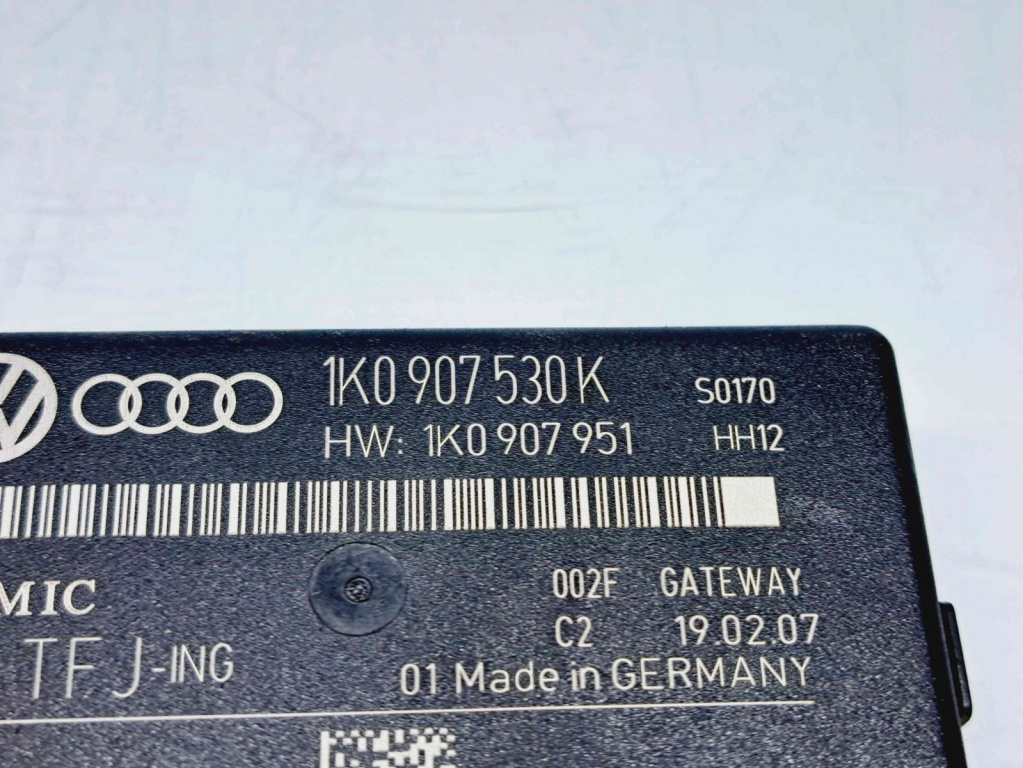 1K0 907 530 K S0170
HW: 1K0 907 951 HH12
MIC 002F GATEWAY
C2 19.02.07
TFJ-ING
01 Made in GERMANY